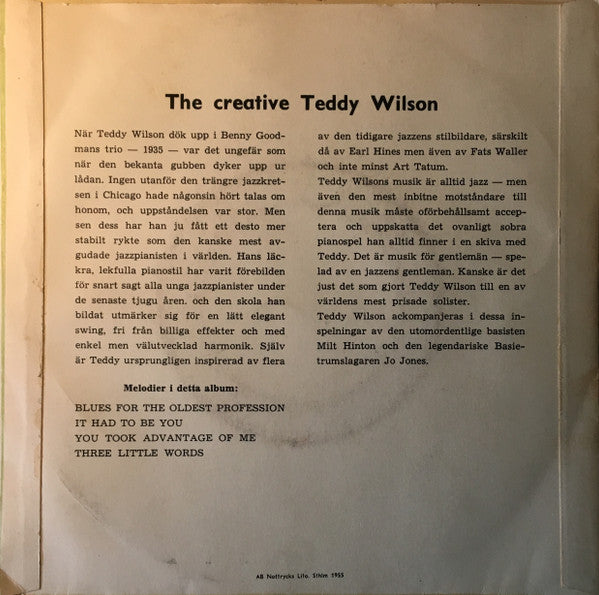 The creative Teddy Wilson
När Teddy Wilson dök upp i Benny Good-
mans trio — 1935 — var det ungefär som
när den bekanta gubben dyker upp ur
lådan. Ingen utanför den trängre jazzkret-
sen i Chicago hade någonsin hört talas om
honom, och uppståndelsen var stor. Men
sen dess har han ju fått ett desto mer
stabilt rykte som den kanske mest av-
gudade jazzpianisten i världen. Hans läc-
kra, lekfulla pianostil har varit förebilden
för snart sagt alla unga jazzpianister under
de senaste tjugu åren. och den skola han
bildat utmärker sig för en lätt elegant
swing, fri från billiga effekter och med
enkel men välutvecklad harmonik. Själv
är Teddy ursprungligen inspirerad av flera
av den tidigare jazzens stilbildare, särskilt
då av Earl Hines men även av Fats Waller
och inte minst Art Tatum.
Teddy Wilsons musik är alltid jazz — men
även den mest inbitne motståndare till
denna musik måste oförbehållsamt accep-
tera och uppskatta det ovanligt sobra
pianospel han alltid finner i en skiva med
Teddy. Det är musik för gentlemän — spe-
lad av en jazzens gentleman. Kanske är det
just det som gjort Teddy Wilson till en av
världens mest prisade solister.
Teddy Wilson ackompanjeras i dessa in-
spelningar av den utomordentlige basisten
Milt Hinton och den legendariske Basie-
trumslagaren Jo Jones.
Melodier i detta album:
BLUES FOR THE OLDEST PROFESSION
IT HAD TO BE YOU
YOU TOOK ADVANTAGE OF ME
THREE LITTLE WORDS
AB Nottrycks Lito. Sthlm 1955